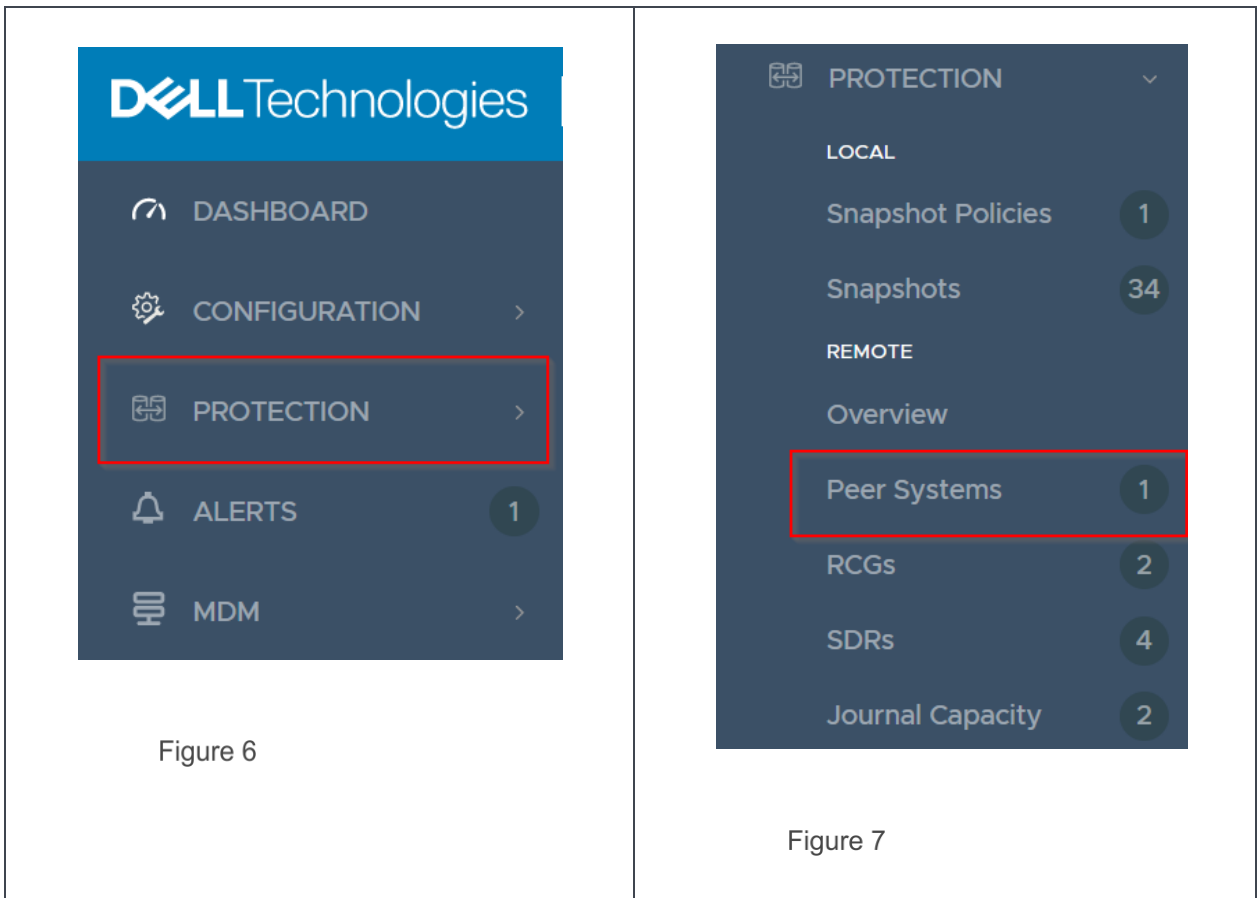 DELLTechnologies
DASHBOARD
CONFIGURATION
PROTECTION
ALERTS 1
MDM
Figure 6
PROTECTION
LOCAL
Snapshot Policies 1
Snapshots 34
REMOTE
Overview
Peer Systems 1
RCGs 2
SDRs 4
Journal Capacity 2
Figure 7